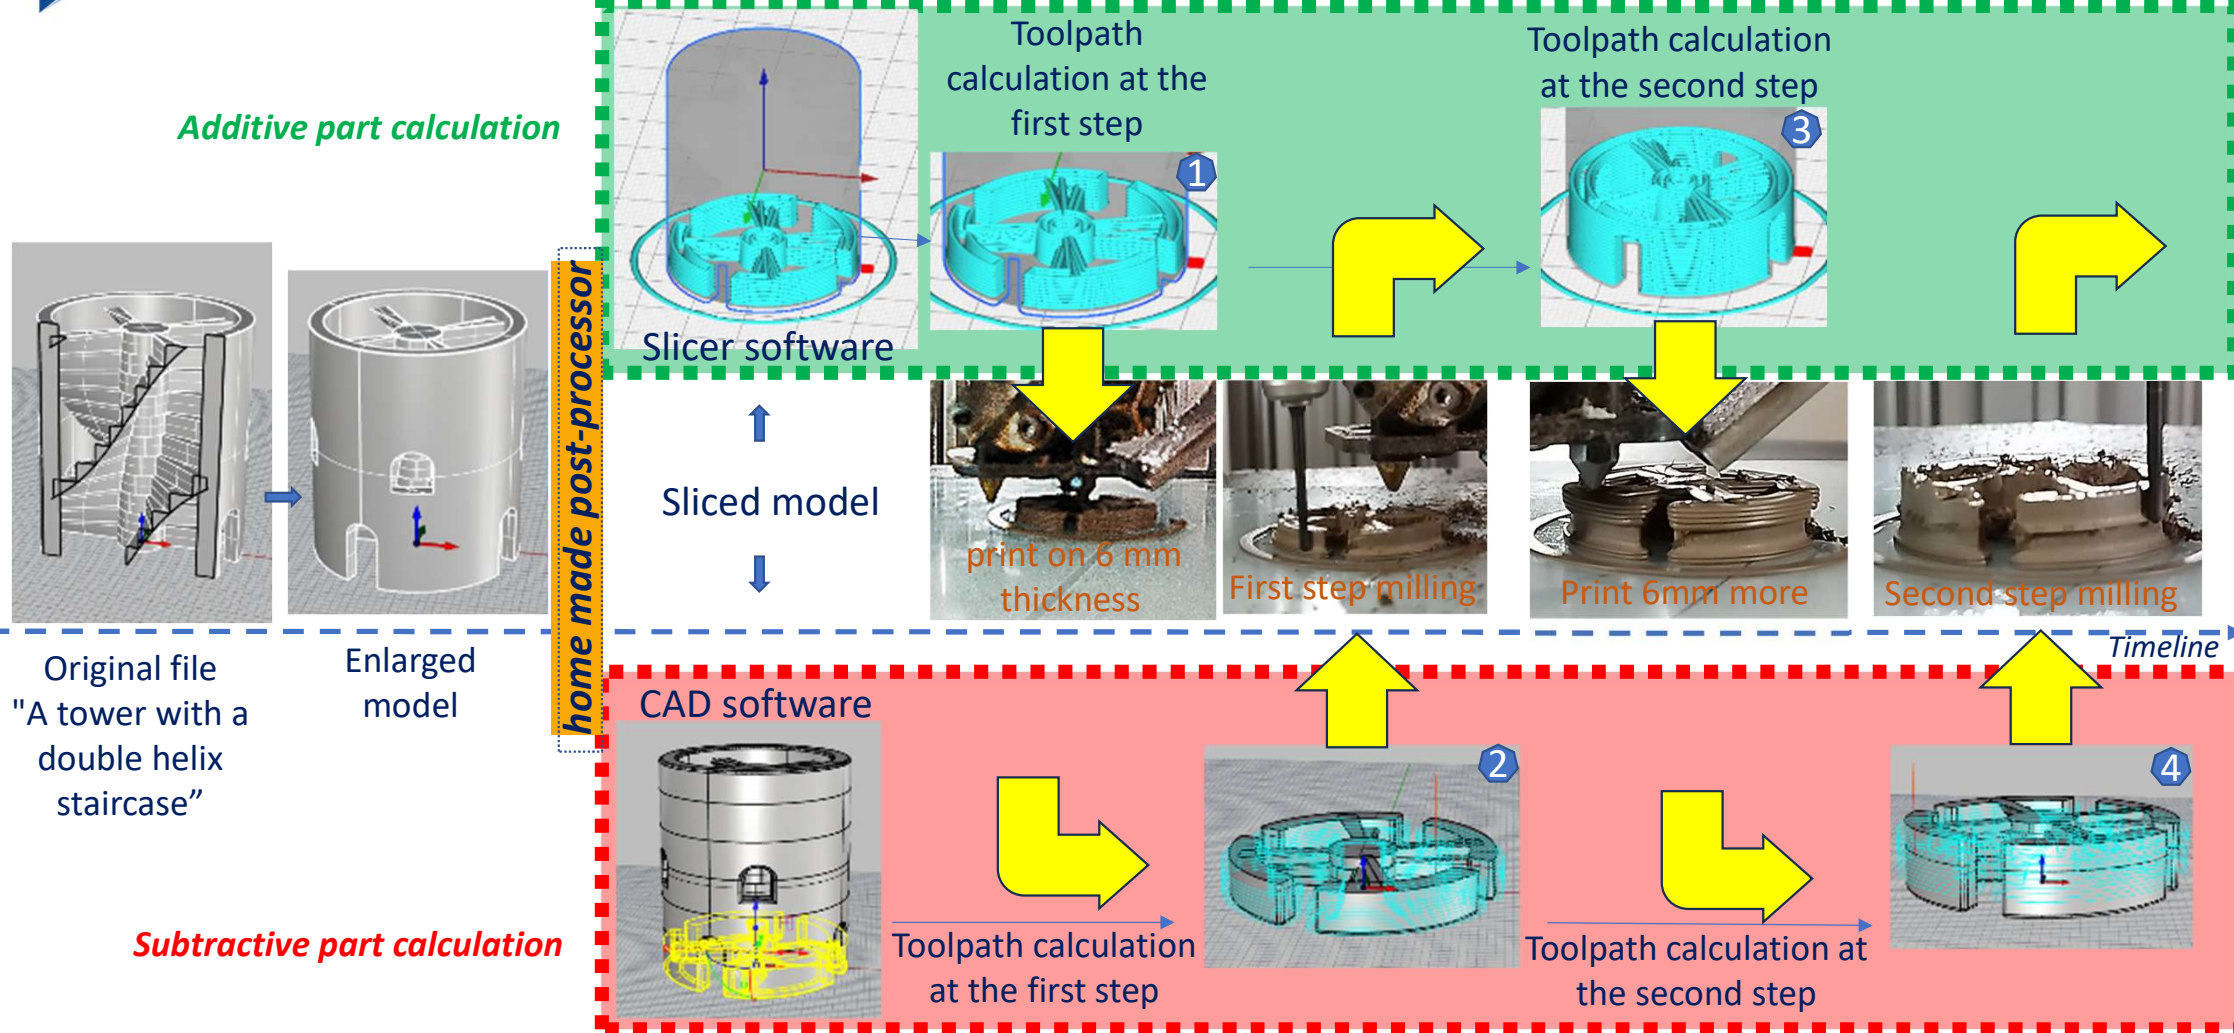 Additive part calculation
Toolpath
calculation at the
first step
1
Toolpath calculation
at the second step
3
Slicer software
home made post-processor
Sliced model
print on 6 mm
thickness
First step milling
Print 6mm more
Second step milling
Timeline
Original file
"A tower with a
double helix
staircase”
Enlarged
model
CAD software
2
4
Subtractive part calculation
Toolpath calculation
at the first step
Toolpath calculation at
the second step